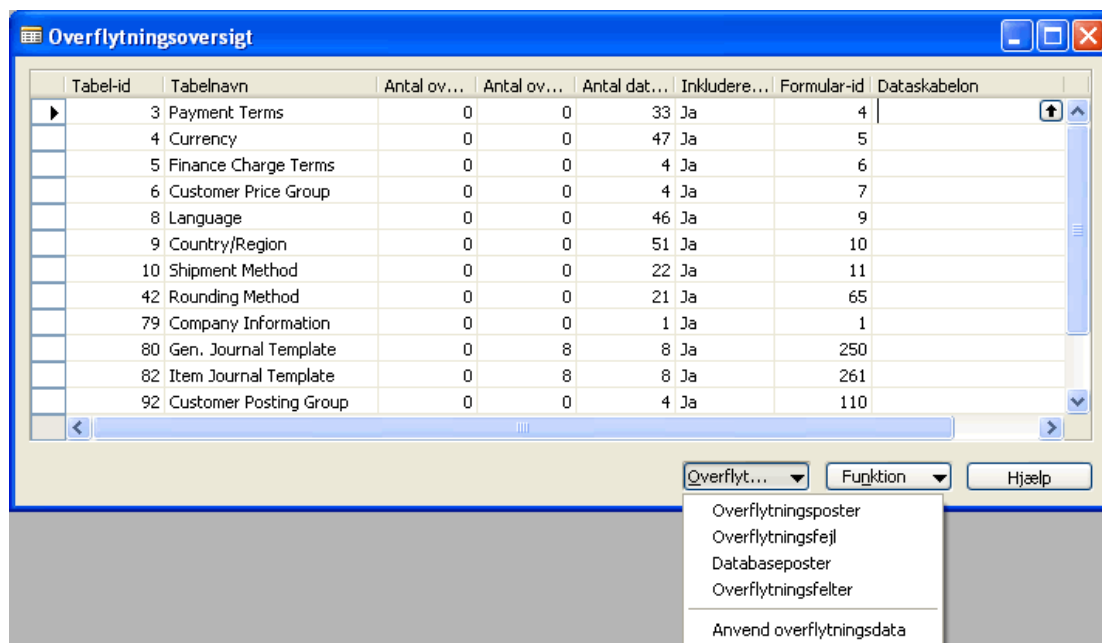 Overflytningsoversigt
Tabel-id Tabelnavn Antal ov... Antal ov... Antal dat... Inkludere... Formular-id Dataskabelon
3 Payment Terms 0 0 33 Ja 4
4 Currency 0 0 47 Ja 5
5 Finance Charge Terms 0 0 4 Ja 6
6 Customer Price Group 0 0 4 Ja 7
8 Language 0 0 46 Ja 9
9 Country/Region 0 0 51 Ja 10
10 Shipment Method 0 0 22 Ja 11
42 Rounding Method 0 0 21 Ja 65
79 Company Information 0 0 1 Ja 1
80 Gen. Journal Template 0 8 8 Ja 250
82 Item Journal Template 0 8 8 Ja 261
92 Customer Posting Group 0 0 4 Ja 110
Overflyt... Funktion Hjælp
Overflytningsposter
Overflytningsfejl
Databaseposter
Overflytningsfelter
Anvend overflytningsdata